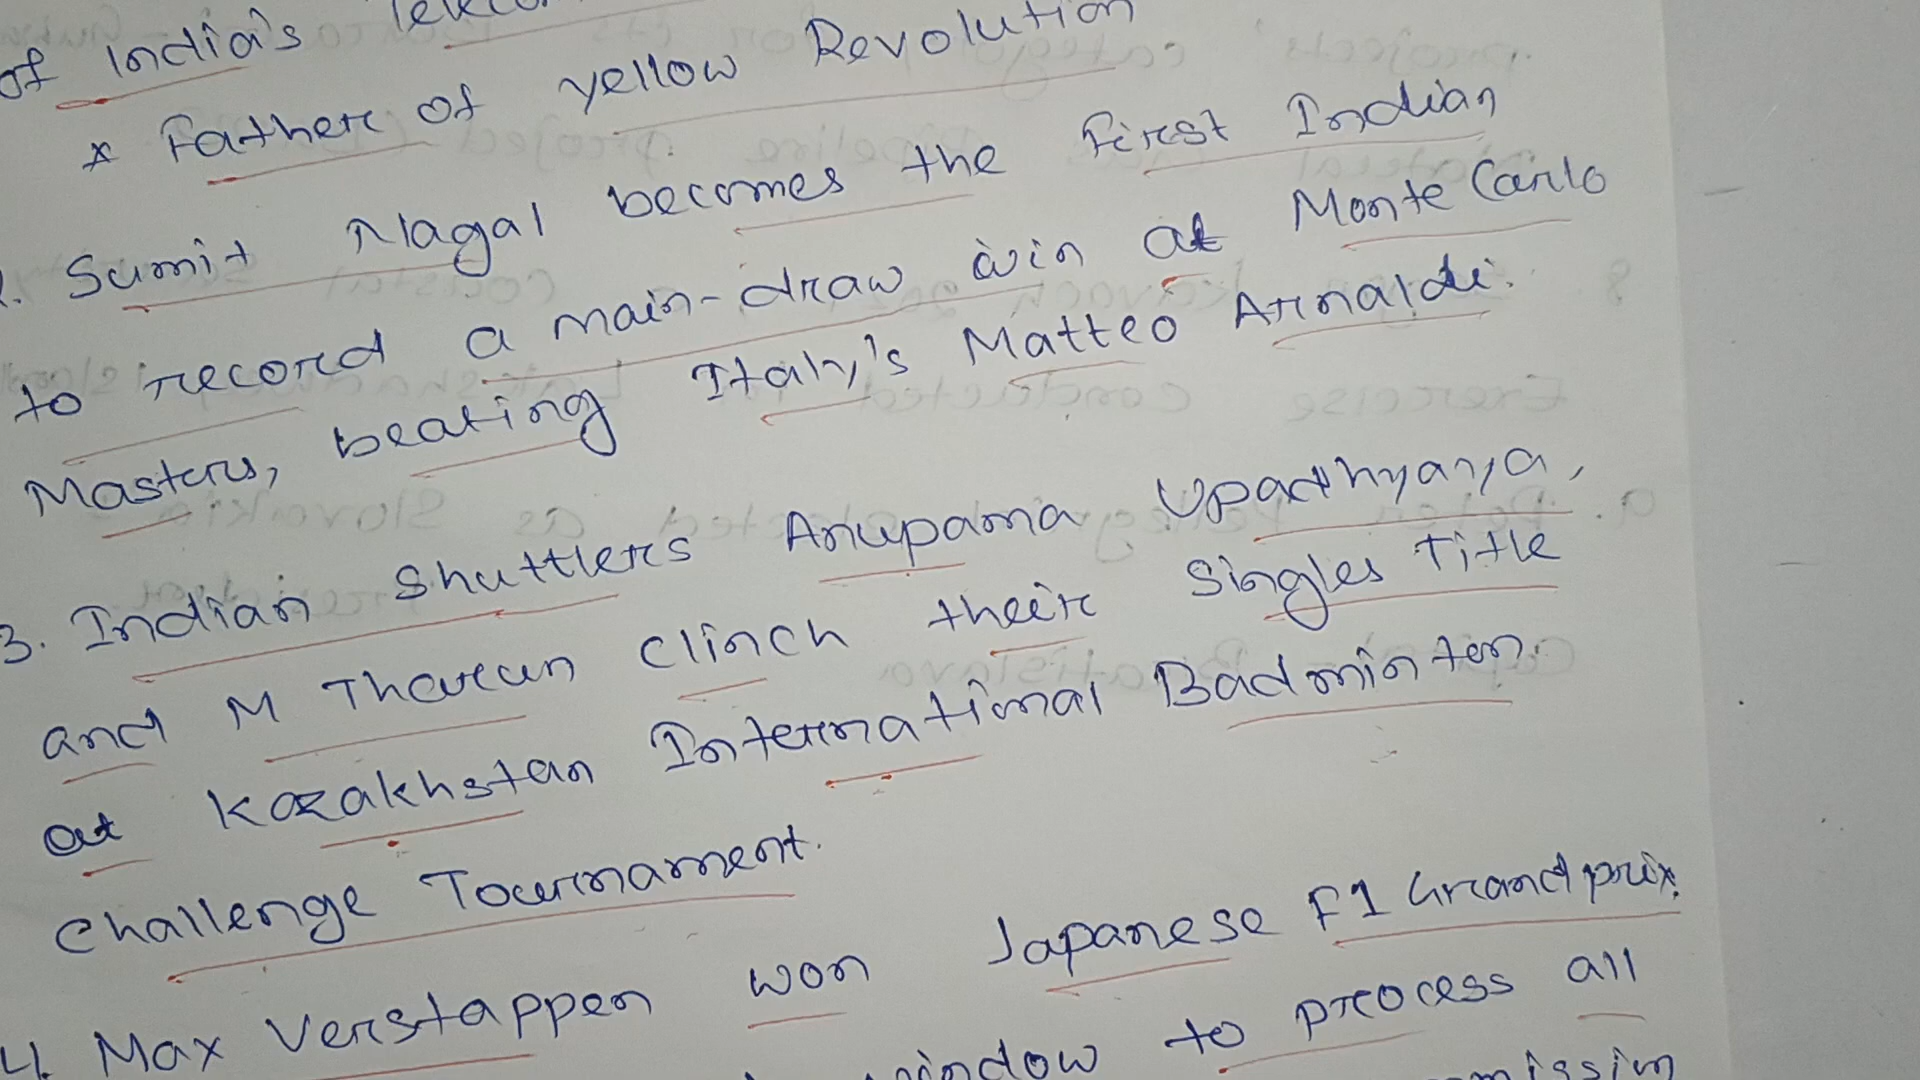 of India's
* Father of yellow Revolution
2. Sumit Nagal becomes the first Indian
to record a main-draw win at Monte Carlo
Masters, beating Italy's Matteo Arnaldi.
3. Indian Shuttlers Anupama Upadhyaya,
and M Tharun Clinch their Singles Title
at Kazakhstan International Badminton
Challenge Tournament.
4. Max Verstappen won Japanese F1 Grand prix.
window to process all